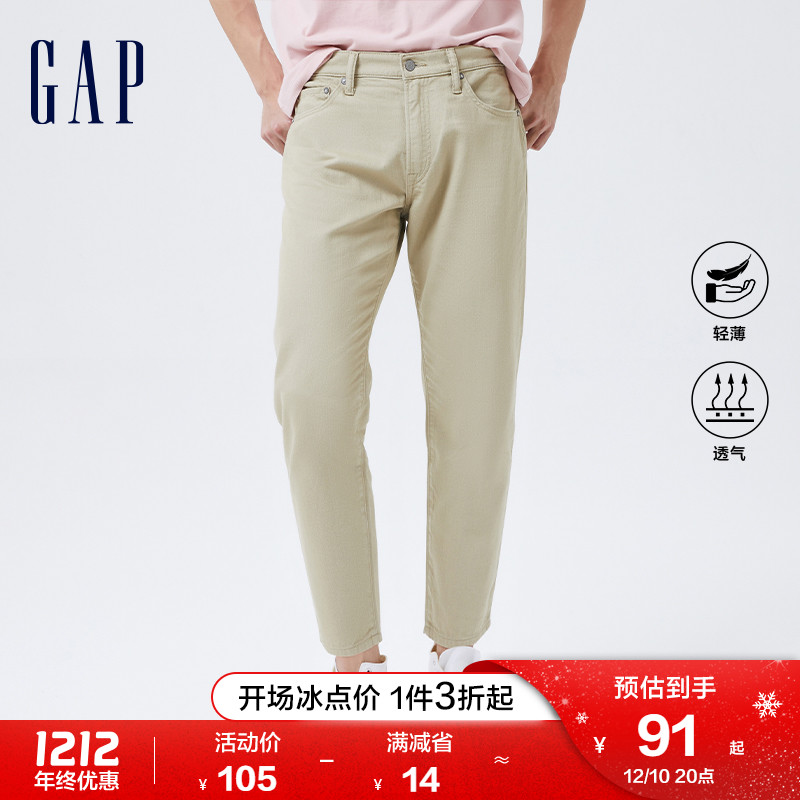 GAP
轻薄
透气
开场冰点价 1件3折起
预估到手
¥ 91 起
12/10 20点
1212
年终优惠
活动价
¥ 105
–
满减省
¥ 14
≈